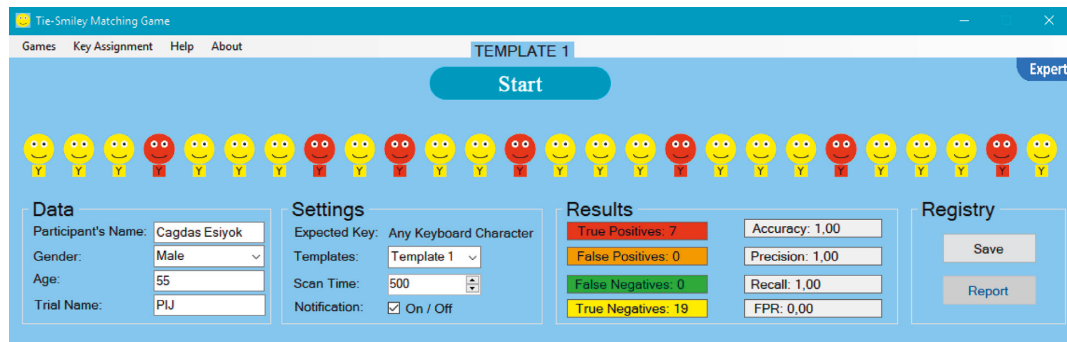 Tie-Smiley Matching Game
Games Key Assignment Help About
TEMPLATE 1
Expert
Start
Y Y Y Y Y Y Y Y Y Y Y Y Y Y Y Y Y Y Y Y Y Y Y Y Y Y
Data
Participant's Name: Cagdas Esiyok
Gender: Male
Age: 55
Trial Name: PIJ
Settings
Expected Key: Any Keyboard Character
Templates: Template 1
Scan Time: 500
Notification: On / Off
Results
True Positives: 7
False Positives: 0
False Negatives: 0
True Negatives: 19
Accuracy: 1,00
Precision: 1,00
Recall: 1,00
FPR: 0,00
Registry
Save
Report